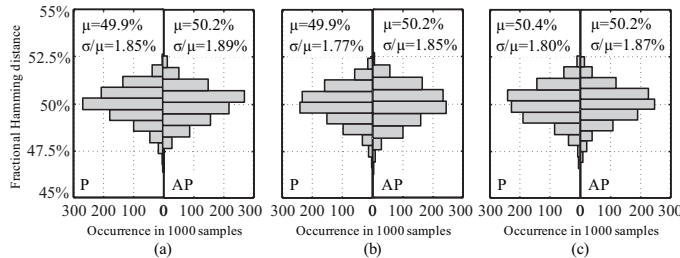 55%
52.5%
50%
47.5%
45%
Fractional Hamming distance
μ=49.9%
σ/μ=1.85%
μ=50.2%
σ/μ=1.89%
P
AP
300 200 100 0 100 200 300
Occurrence in 1000 samples
(a)
μ=49.9%
σ/μ=1.77%
μ=50.2%
σ/μ=1.85%
P
AP
300 200 100 0 100 200 300
Occurrence in 1000 samples
(b)
μ=50.4%
σ/μ=1.80%
μ=50.2%
σ/μ=1.87%
P
AP
300 200 100 0 100 200 300
Occurrence in 1000 samples
(c)